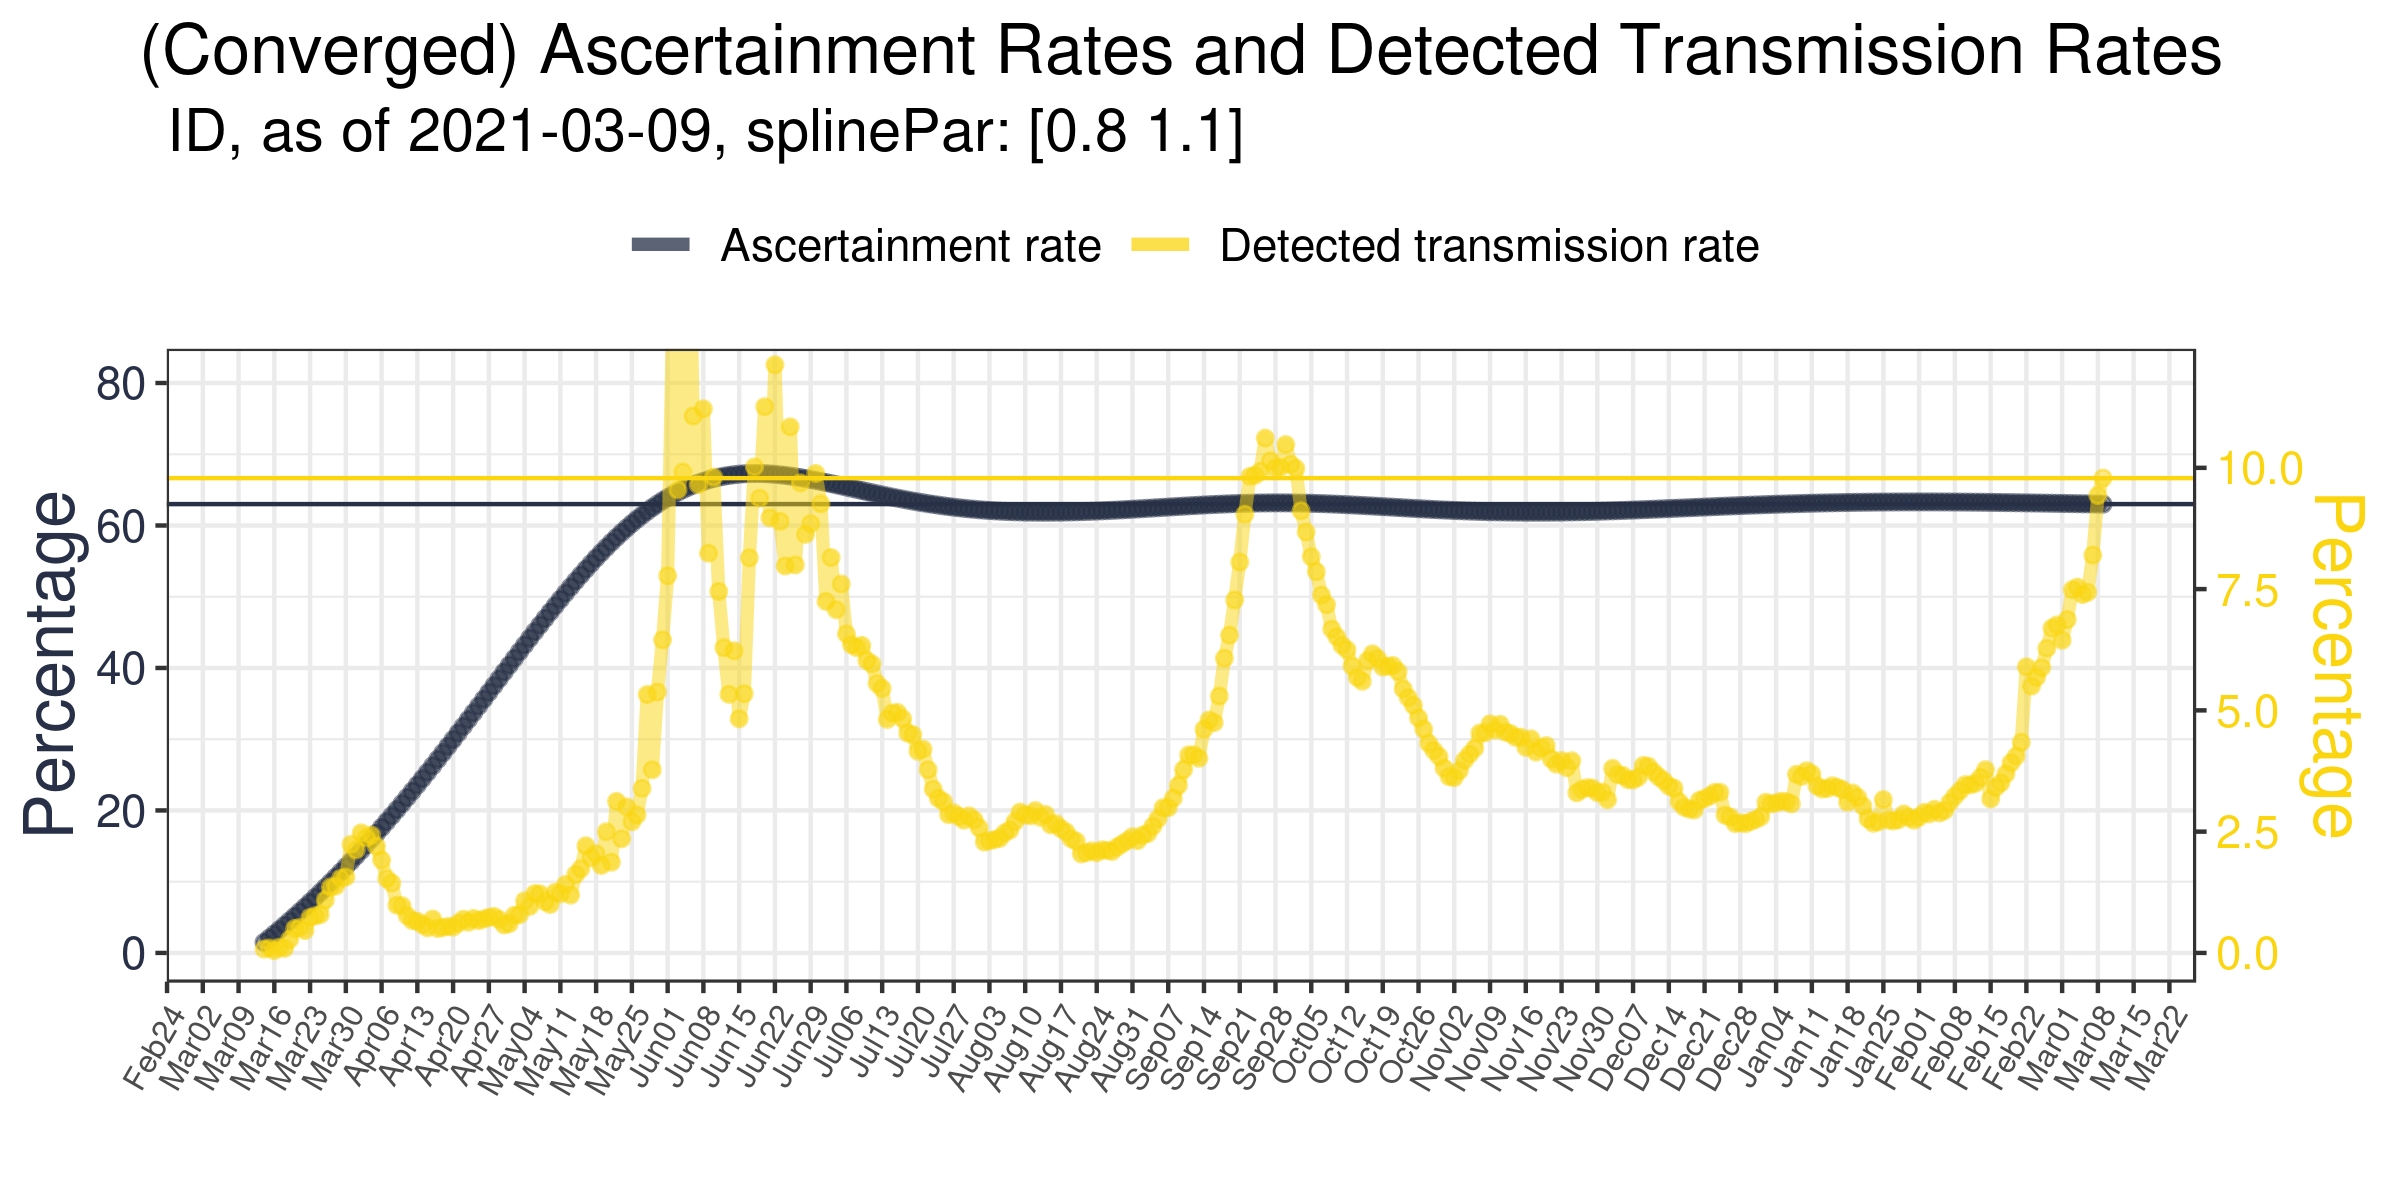 (Converged) Ascertainment Rates and Detected Transmission Rates
ID, as of 2021-03-09, splinePar: [0.8 1.1]
Ascertainment rate
Detected transmission rate
Percentage
80
60
40
20
0
10.0
7.5
5.0
2.5
0.0
Percentage
Feb24
Mar02
Mar09
Mar16
Mar23
Mar30
Apr06
Apr13
Apr20
Apr27
May04
May11
May18
May25
Jun01
Jun08
Jun15
Jun22
Jun29
Jul06
Jul13
Jul20
Jul27
Aug03
Aug10
Aug17
Aug24
Aug31
Sep07
Sep14
Sep21
Sep28
Oct05
Oct12
Oct19
Oct26
Nov02
Nov09
Nov16
Nov23
Nov30
Dec07
Dec14
Dec21
Dec28
Jan04
Jan11
Jan18
Jan25
Feb01
Feb08
Feb15
Feb22
Mar01
Mar08
Mar15
Mar22